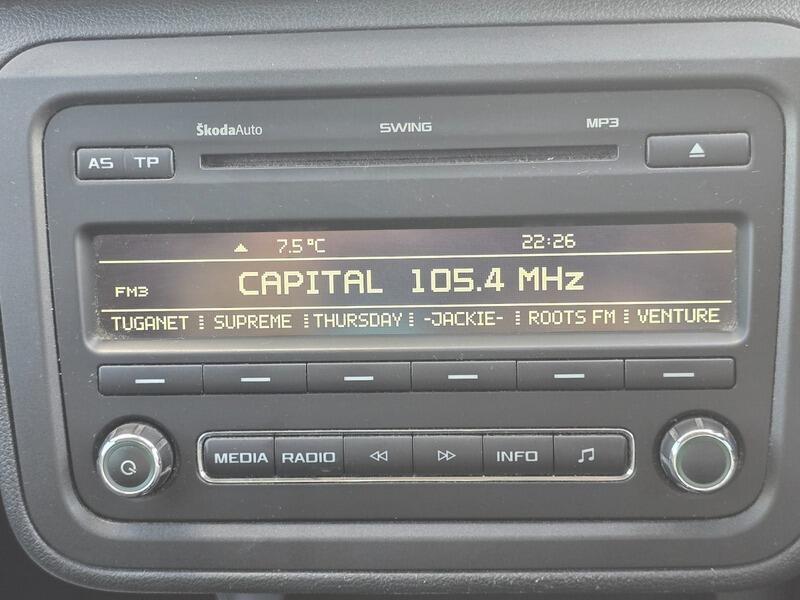 ŠkodaAuto SWING MP3
AS TP
7.5°C 22:26
FM3 CAPITAL 105.4 MHz
TUGANET SUPREME THURSDAY -JACKIE- ROOTS FM VENTURE
MEDIA RADIO INFO